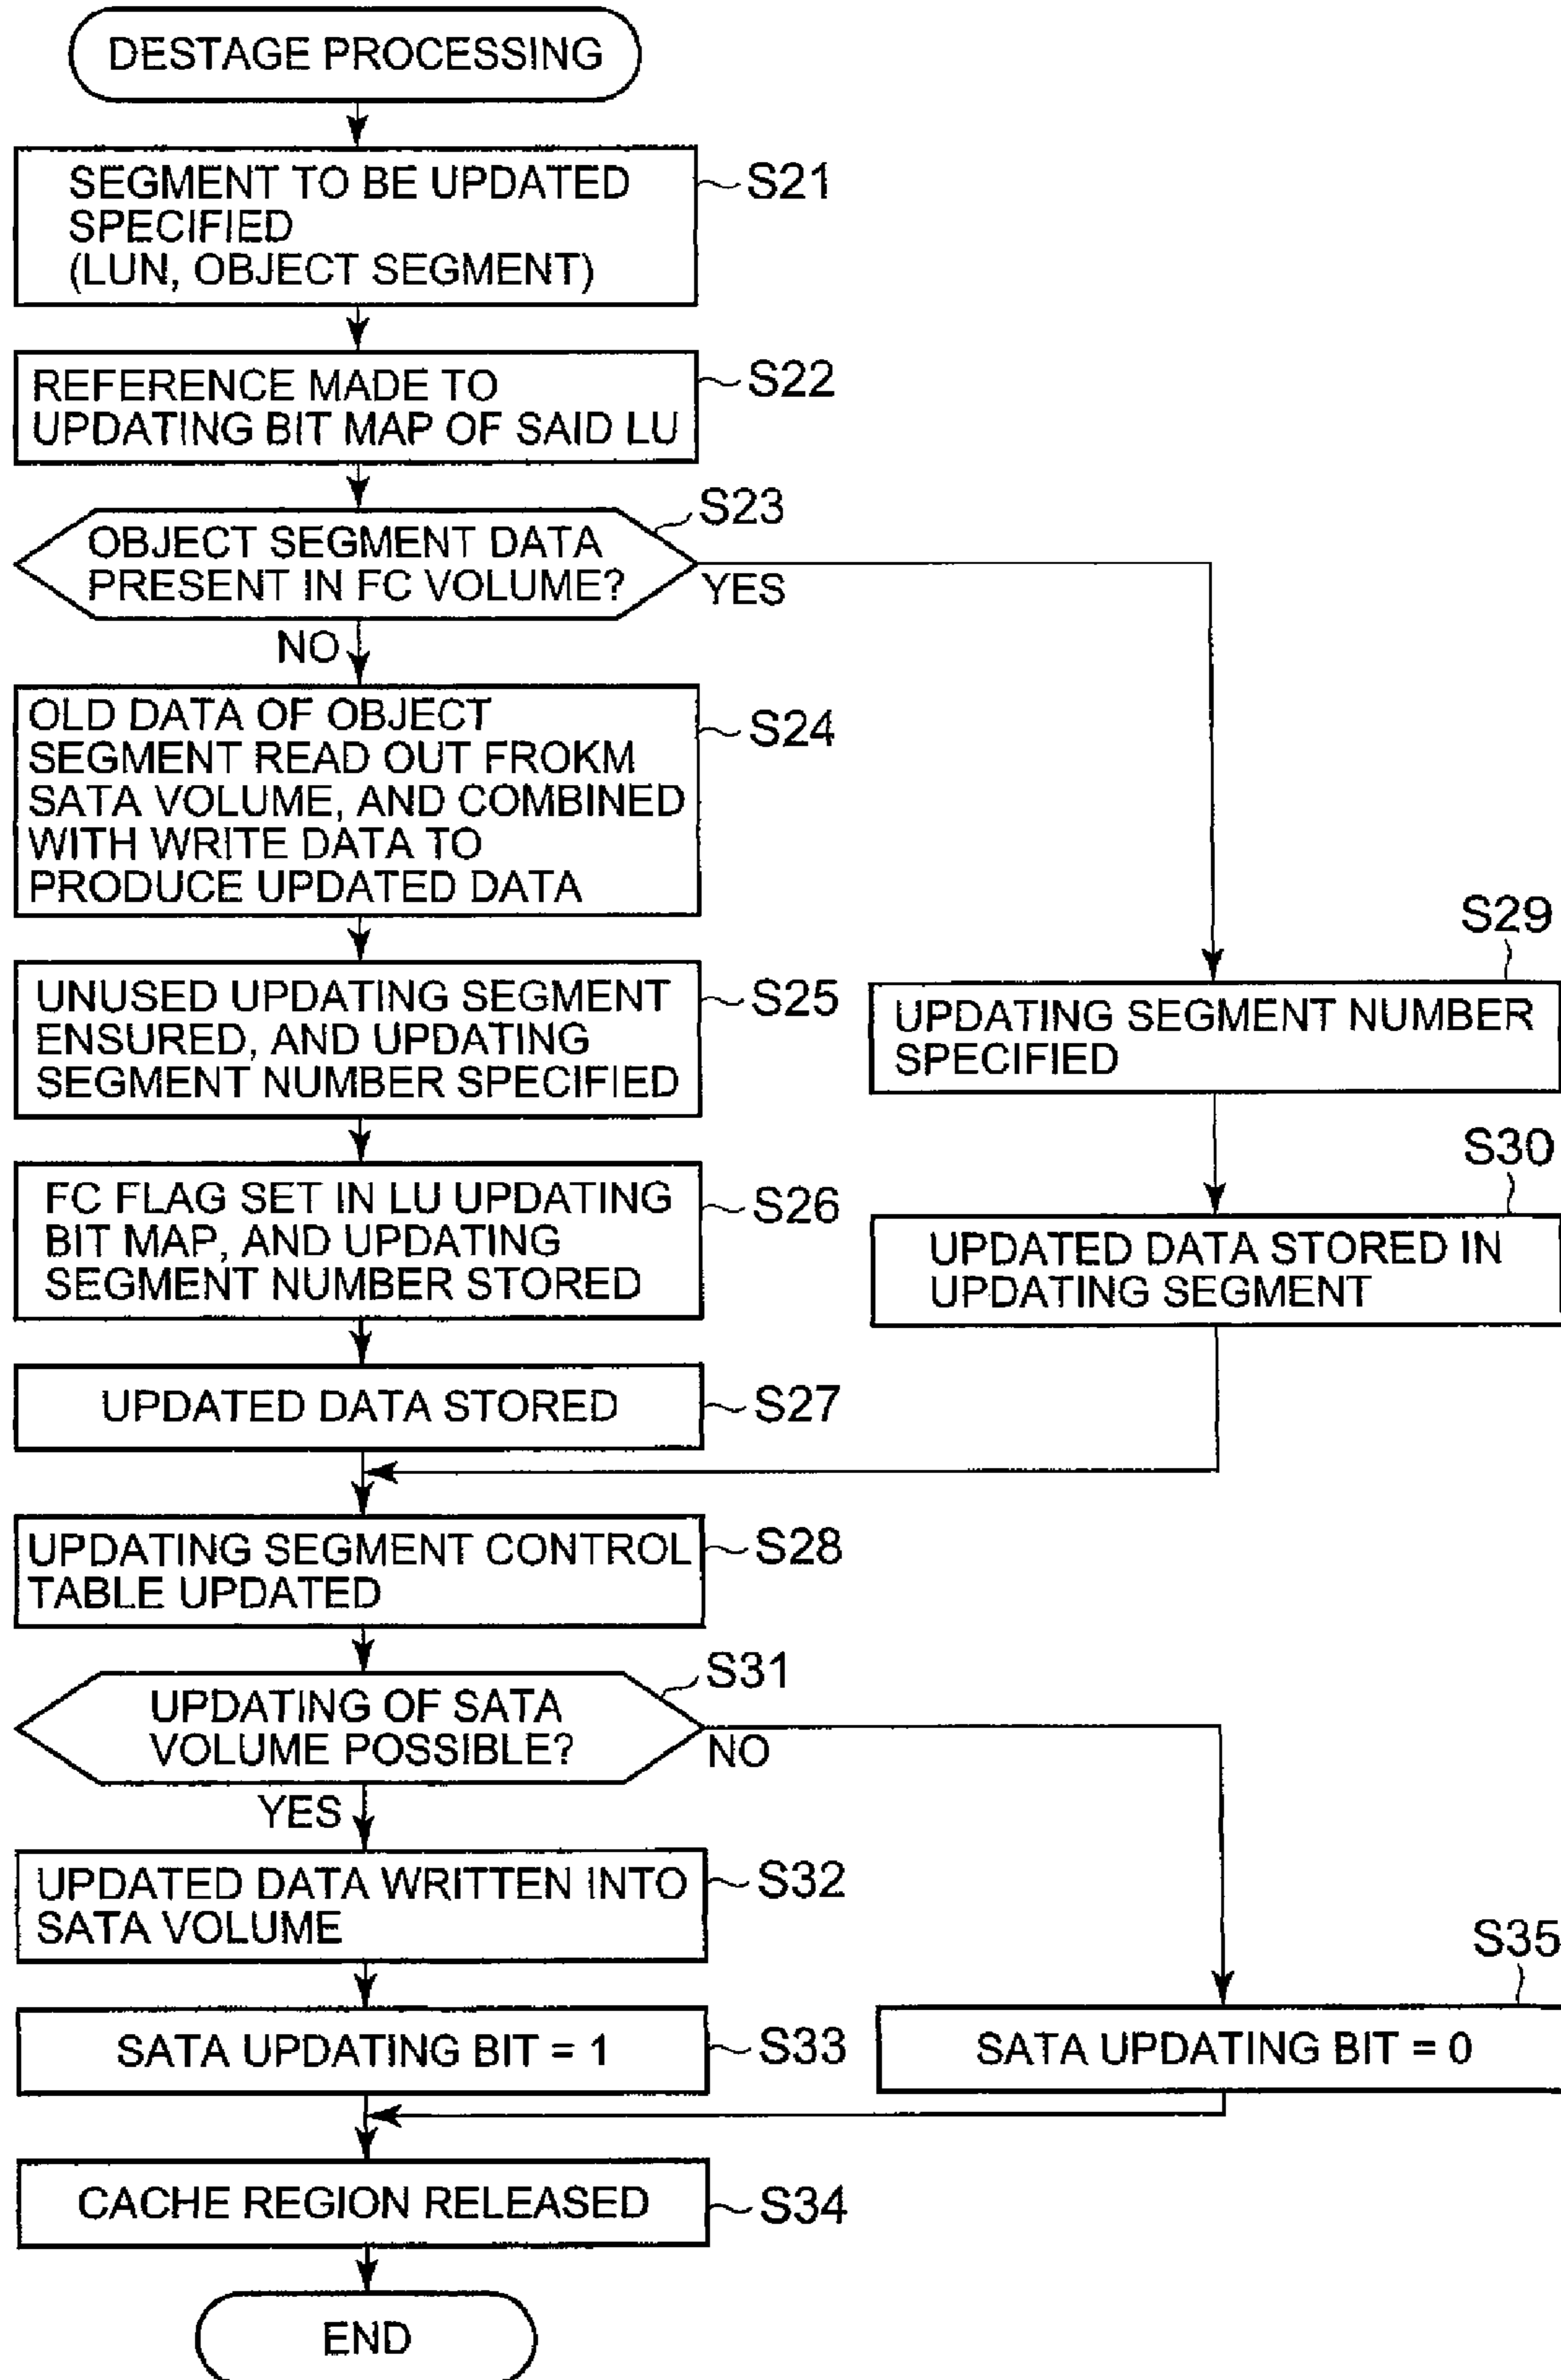 DESTAGE PROCESSING
SEGMENT TO BE UPDATED
SPECIFIED
(LUN, OBJECT SEGMENT)
S21
REFERENCE MADE TO
UPDATING BIT MAP OF SAID LU
S22
OBJECT SEGMENT DATA
PRESENT IN FC VOLUME?
S23
YES
NO
OLD DATA OF OBJECT
SEGMENT READ OUT FROKM
SATA VOLUME, AND COMBINED
WITH WRITE DATA TO
PRODUCE UPDATED DATA
S24
UNUSED UPDATING SEGMENT
ENSURED, AND UPDATING
SEGMENT NUMBER SPECIFIED
S25
S29
UPDATING SEGMENT NUMBER
SPECIFIED
FC FLAG SET IN LU UPDATING
BIT MAP, AND UPDATING
SEGMENT NUMBER STORED
S26
S30
UPDATED DATA STORED IN
UPDATING SEGMENT
UPDATED DATA STORED
S27
UPDATING SEGMENT CONTROL
TABLE UPDATED
S28
UPDATING OF SATA
VOLUME POSSIBLE?
S31
NO
YES
UPDATED DATA WRITTEN INTO
SATA VOLUME
S32
SATA UPDATING BIT = 1
S33
S35
SATA UPDATING BIT = 0
CACHE REGION RELEASED
S34
END